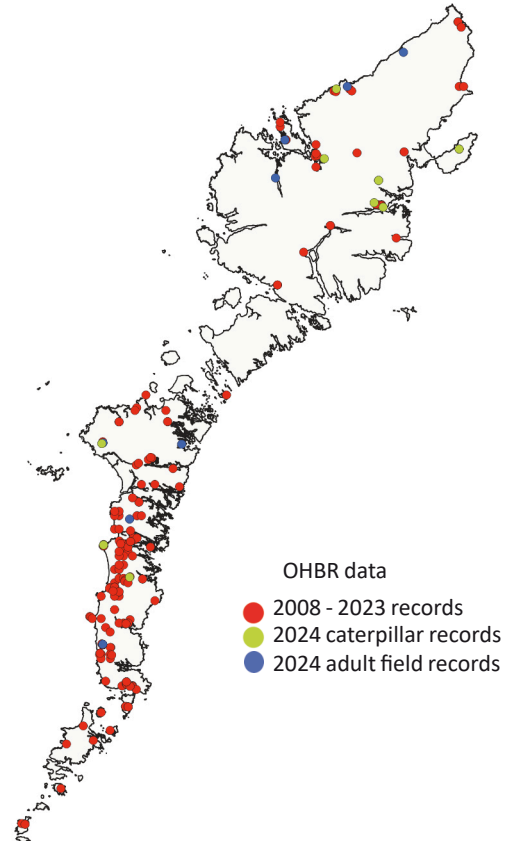 OHBR data
2008 - 2023 records
2024 caterpillar records
2024 adult field records